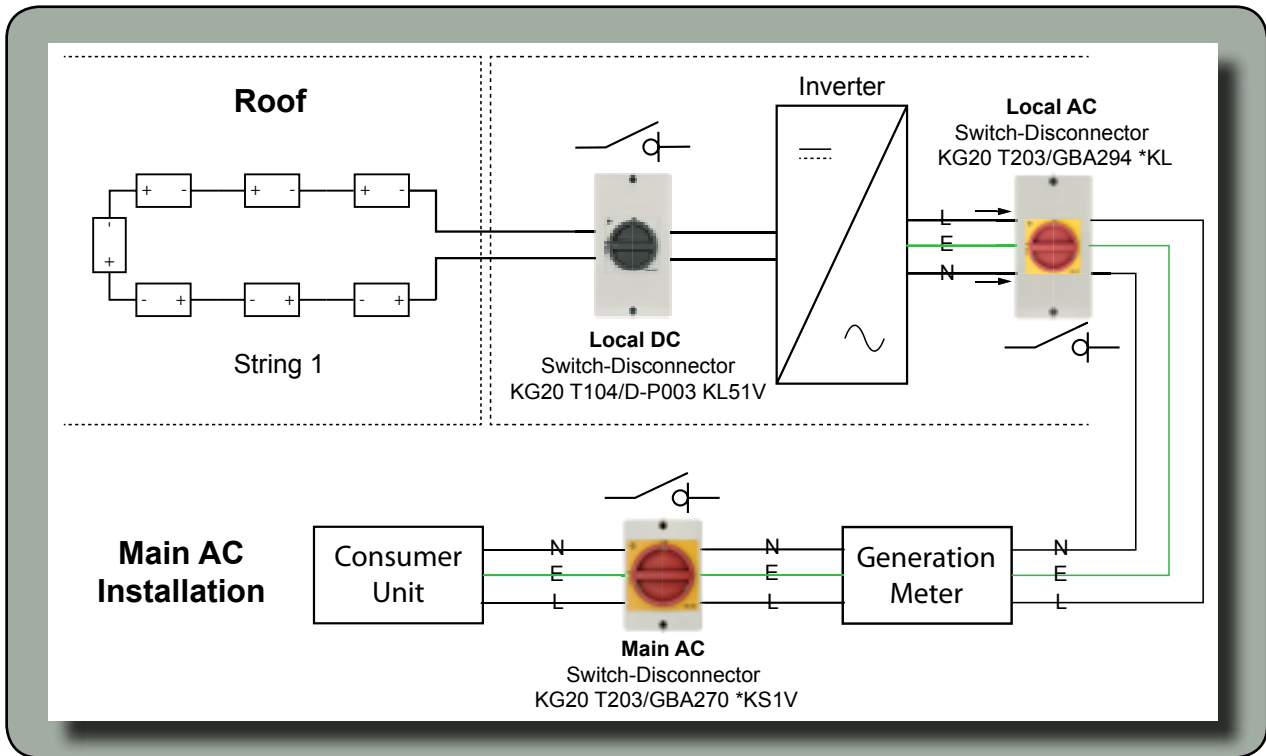 Roof
+ -
+ -
+ -
-
+
- +
- +
- +
String 1
Local DC
Switch-Disconnector
KG20 T104/D-P003 KL51V
Inverter
Local AC
Switch-Disconnector
KG20 T203/GBA294 *KL
L
E
N
Main AC
Installation
Consumer
Unit
N
E
L
N
E
L
Generation
Meter
N
E
L
Main AC
Switch-Disconnector
KG20 T203/GBA270 *KS1V